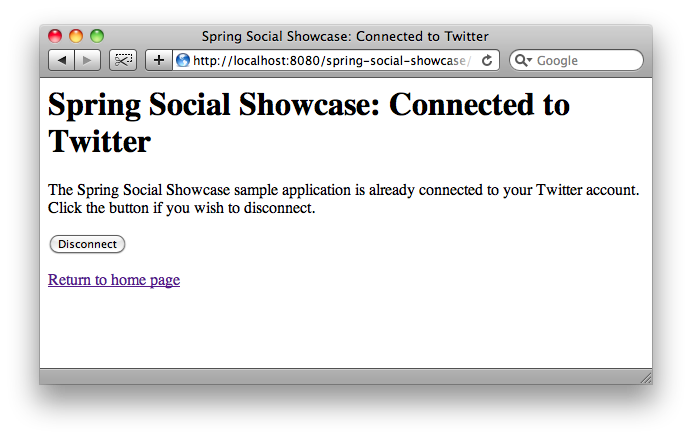 Spring Social Showcase: Connected to Twitter
http://localhost:8080/spring-social-showcase/
Google
Spring Social Showcase: Connected to
Twitter
The Spring Social Showcase sample application is already connected to your Twitter account.
Click the button if you wish to disconnect.
Disconnect
Return to home page